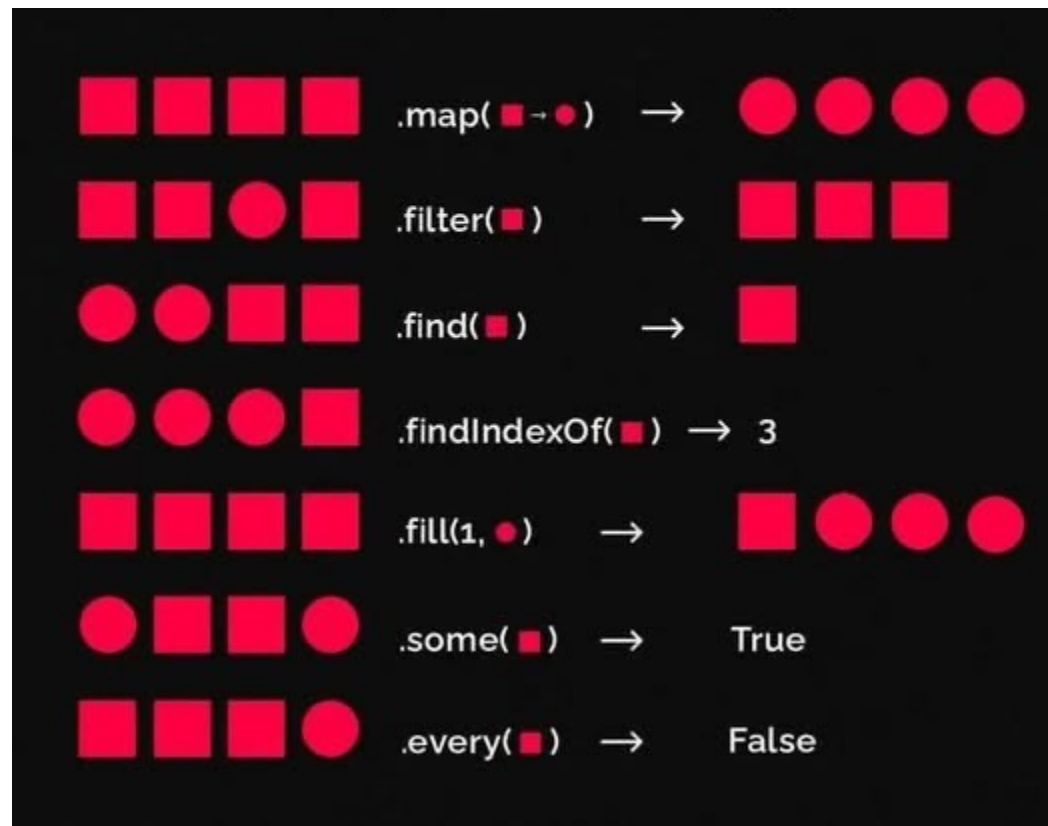 .map( → ) →
.filter( ) →
.find( ) →
.findIndexOf( ) → 3
.fill(1, ) →
.some( ) → True
.every( ) → False